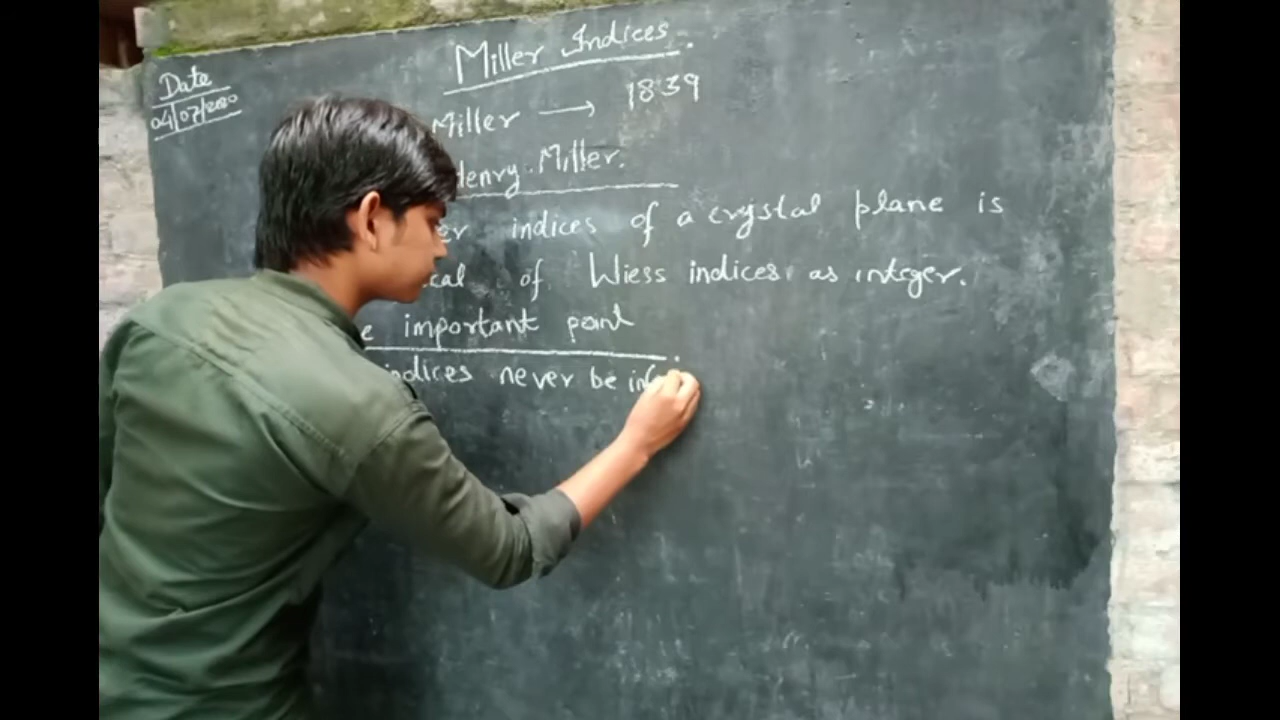 Miller Indices.
Date
04/07/2020
Miller → 1839
Henry Miller.
indices of a crystal plane is
of Wiess indices as integer.
important point
indices never be